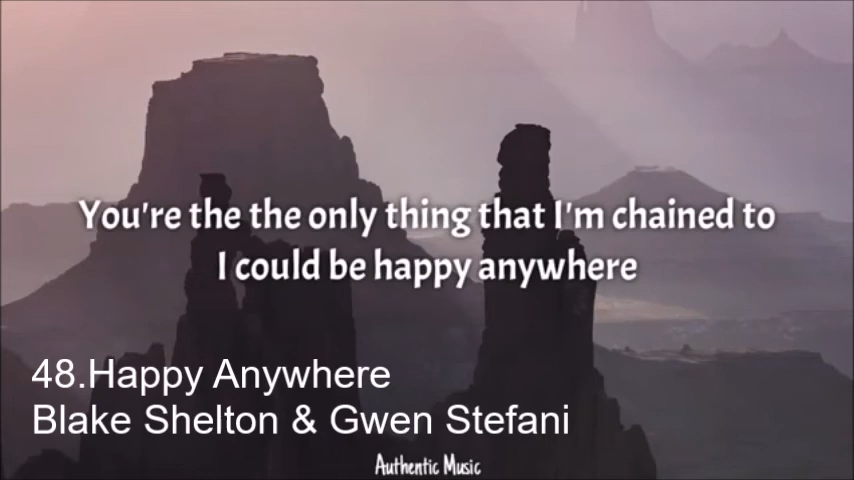 You're the the only thing that I'm chained to
I could be happy anywhere
48.Happy Anywhere
Blake Shelton & Gwen Stefani
Authentic Music